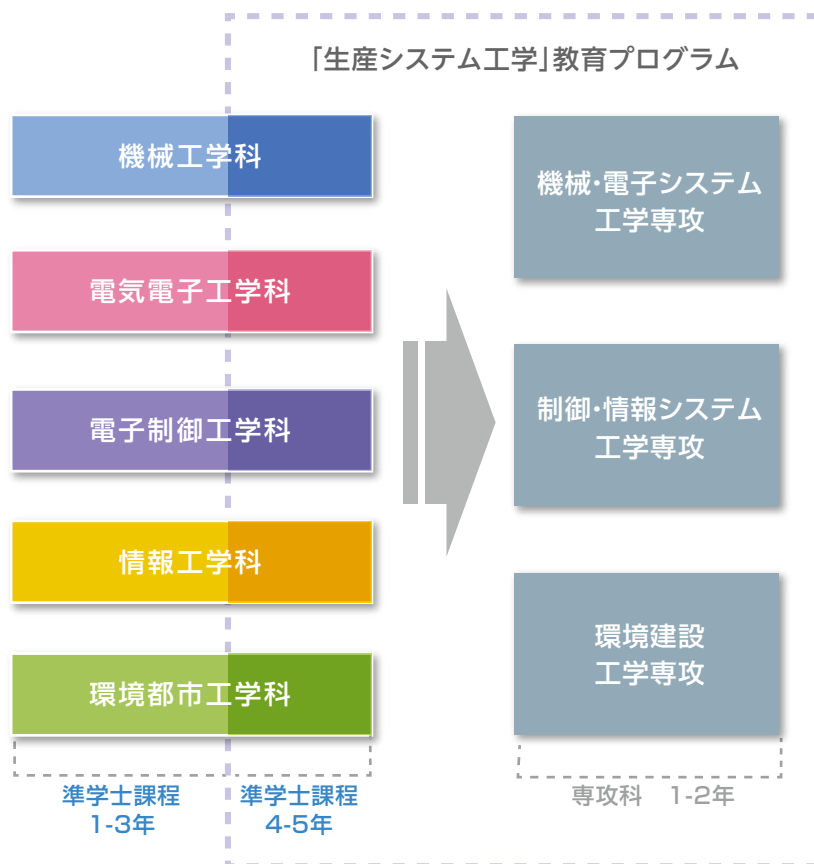 「生産システム工学」教育プログラム
機械工学科
電気電子工学科
電子制御工学科
情報工学科
環境都市工学科
機械・電子システム
工学専攻
制御・情報システム
工学専攻
環境建設
工学専攻
準学士課程
1-3年
準学士課程
4-5年
専攻科 1-2年